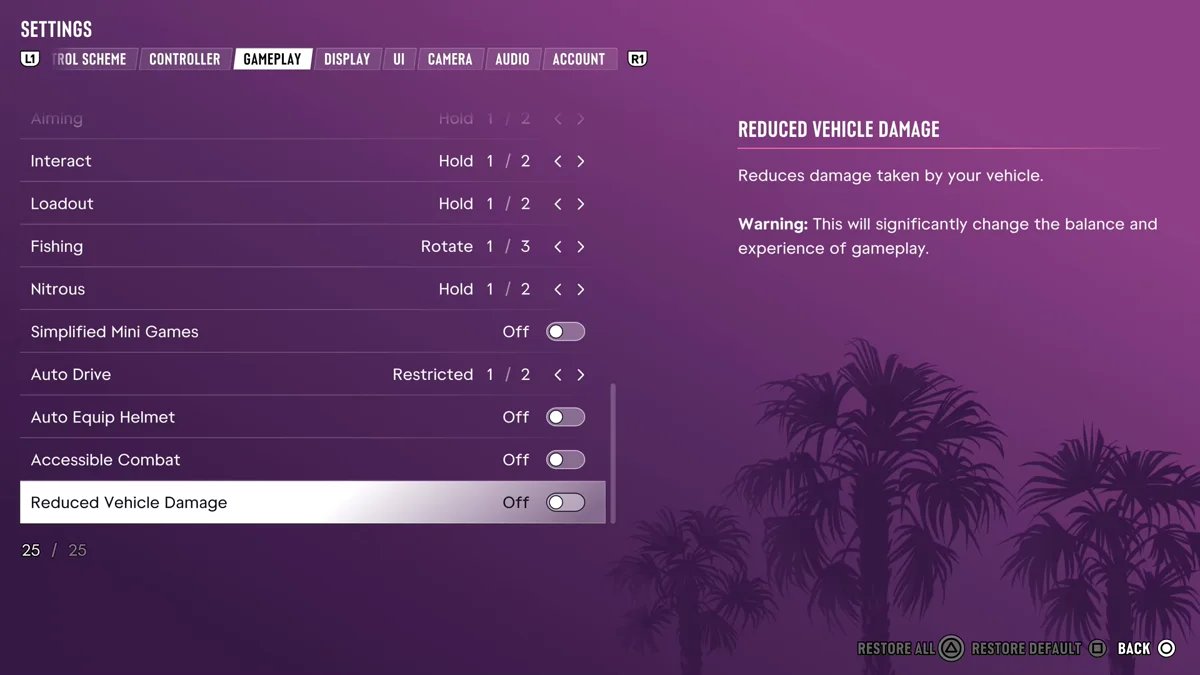 SETTINGS
L1 TROL SCHEME CONTROLLER GAMEPLAY DISPLAY UI CAMERA AUDIO ACCOUNT R1
Aiming Hold 1 / 2 < >
Interact Hold 1 / 2 < >
Loadout Hold 1 / 2 < >
Fishing Rotate 1 / 3 < >
Nitrous Hold 1 / 2 < >
Simplified Mini Games Off
Auto Drive Restricted 1 / 2 < >
Auto Equip Helmet Off
Accessible Combat Off
Reduced Vehicle Damage Off
25 / 25
REDUCED VEHICLE DAMAGE
Reduces damage taken by your vehicle.
Warning: This will significantly change the balance and
experience of gameplay.
RESTORE ALL RESTORE DEFAULT BACK